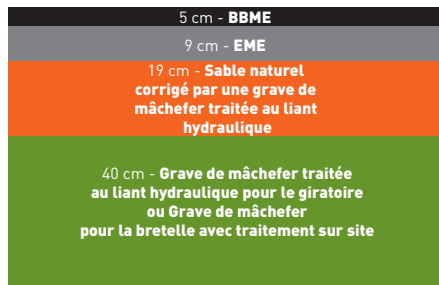 5 cm - BBME
9 cm - EME
19 cm - Sable naturel
corrigé par une grave de
mâchefer traitée au liant
hydraulique
40 cm - Grave de mâchefer traitée
au liant hydraulique pour le giratoire
ou Grave de mâchefer
pour la bretelle avec traitement sur site